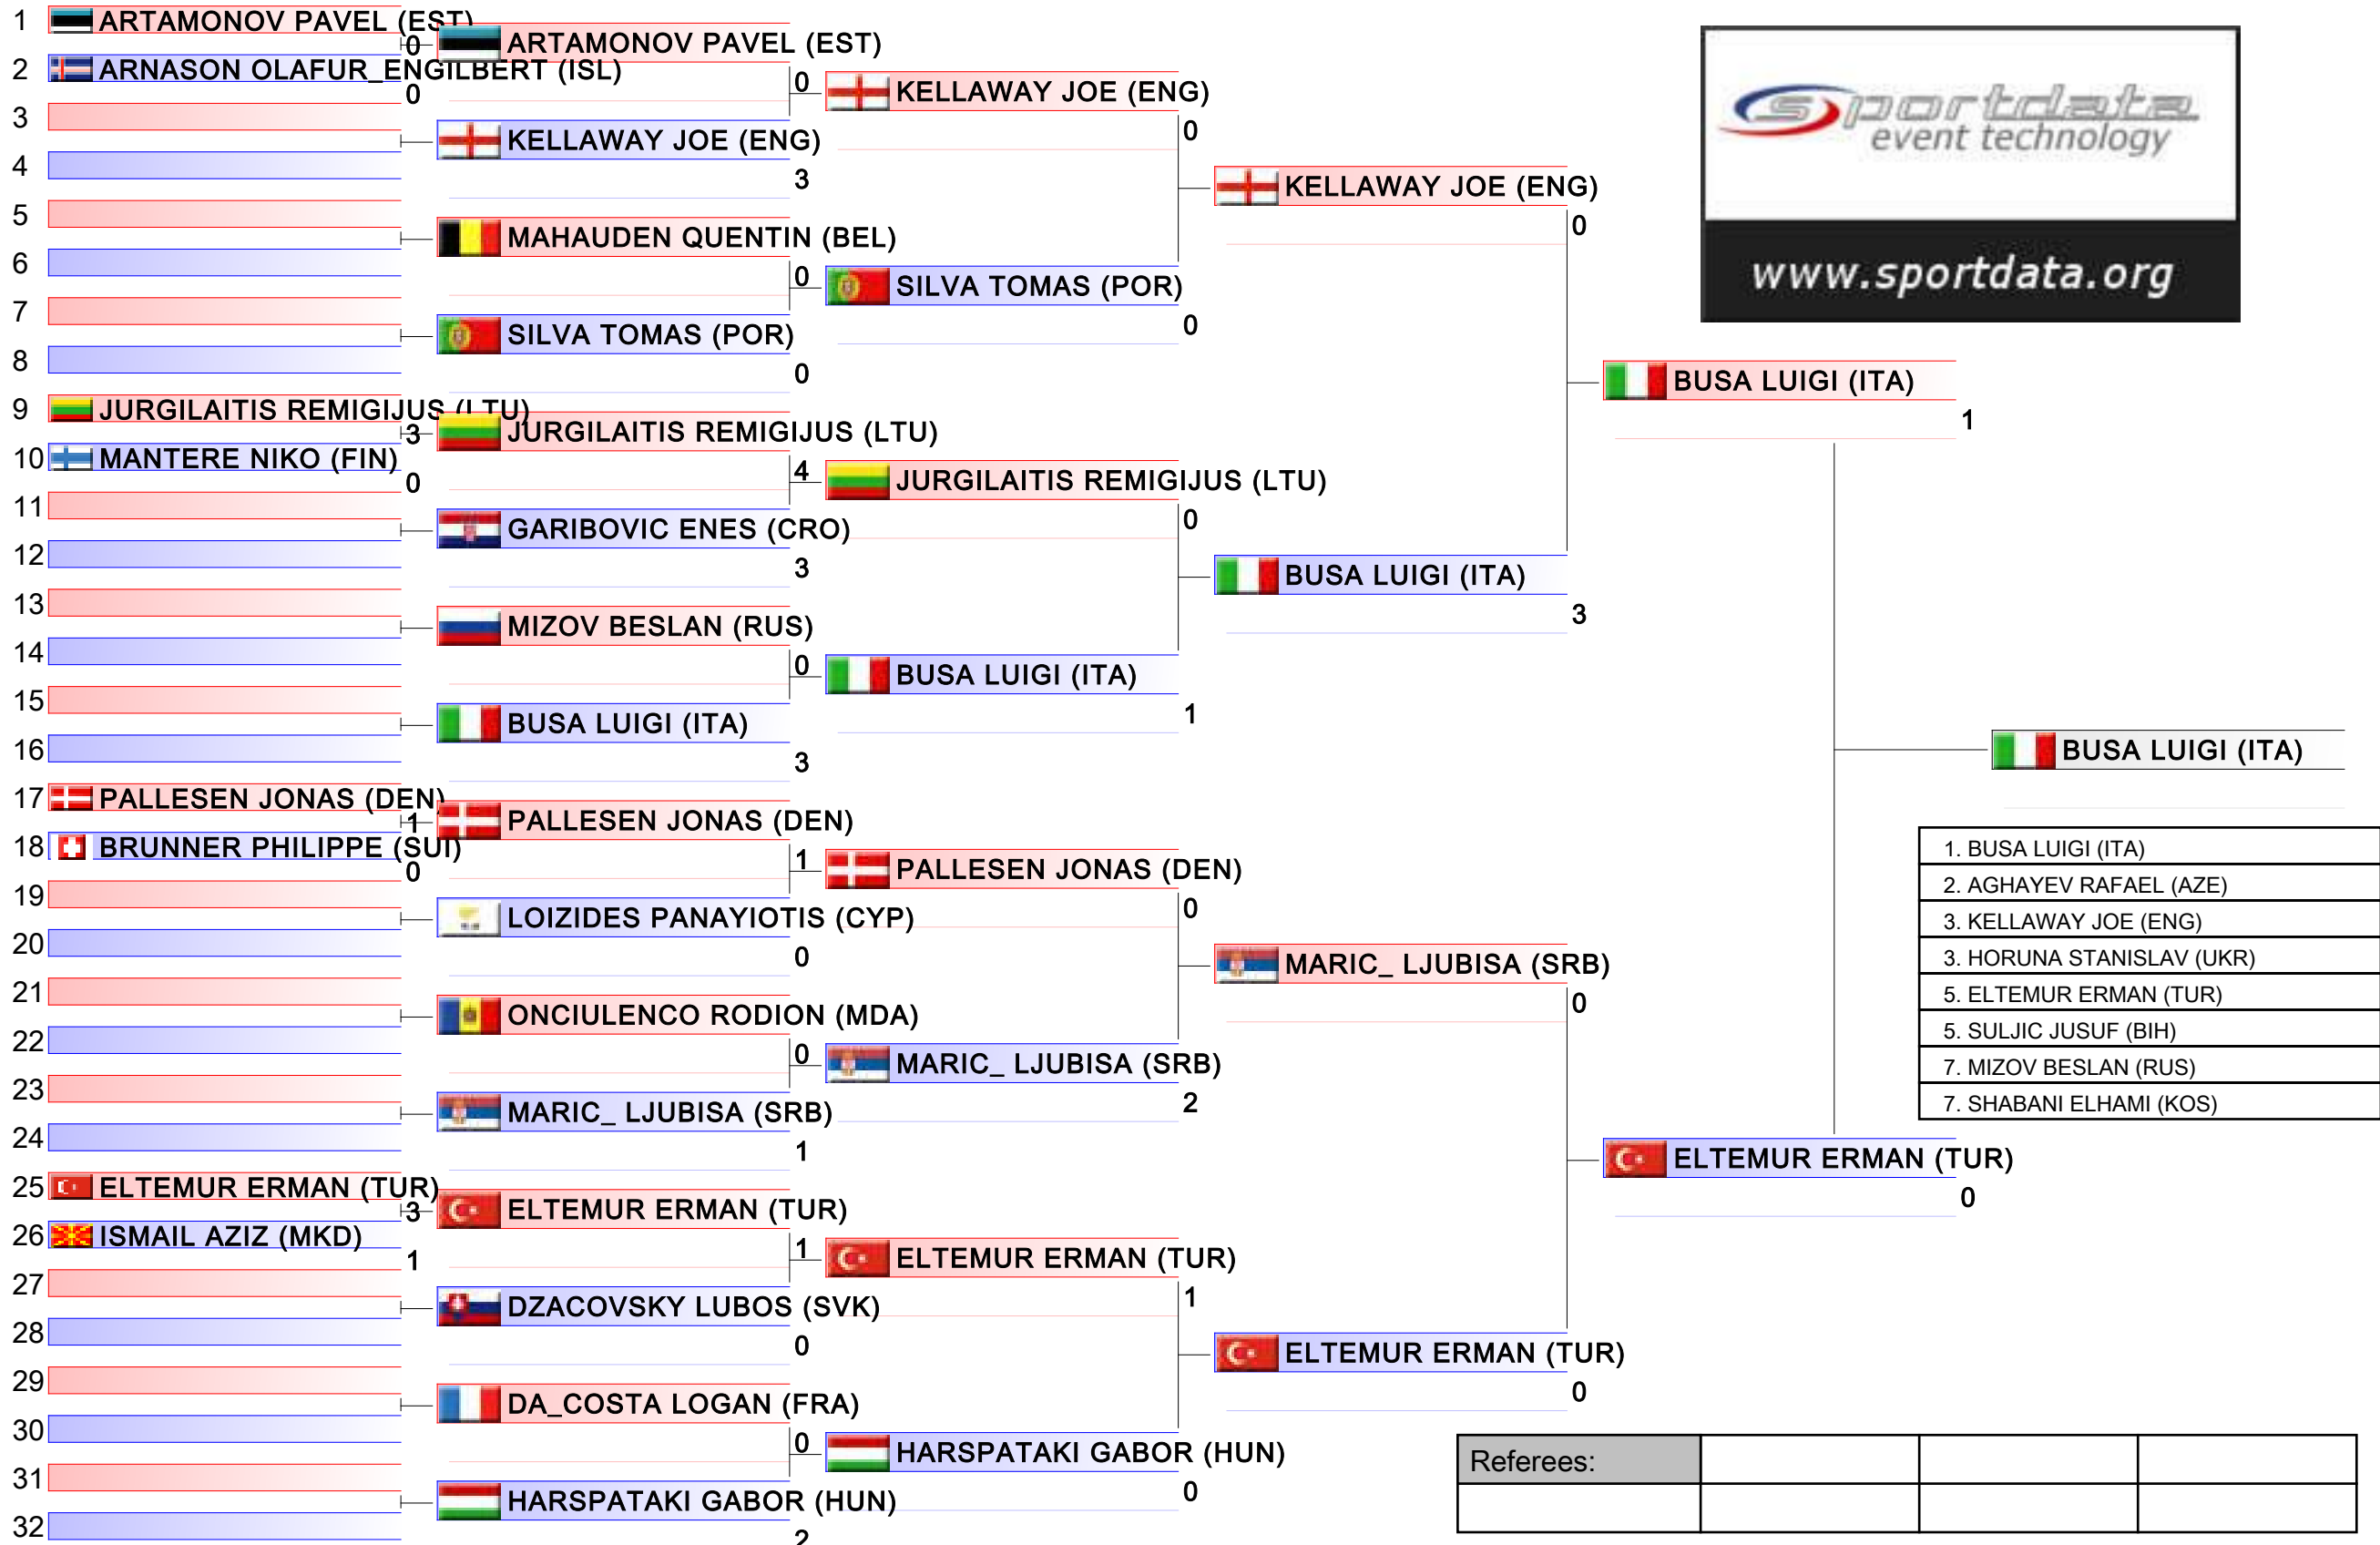 1 ARTAMONOV PAVEL (EST)
0
2 ARNASON OLAFUR_ENGILBERT (ISL)
0
3
4
5
6
7
8
9 JURGILAITIS REMIGIJUS (LTU)
3
10 MANTERE NIKO (FIN)
0
11
12
13
14
15
16
17 PALLESEN JONAS (DEN)
1
18 BRUNNER PHILIPPE (SUI)
0
19
20
21
22
23
24
25 ELTEMUR ERMAN (TUR)
3
26 ISMAIL AZIZ (MKD)
1
27
28
29
30
31
32
ARTAMONOV PAVEL (EST)
0
KELLAWAY JOE (ENG)
3
MAHAUDEN QUENTIN (BEL)
0
SILVA TOMAS (POR)
0
JURGILAITIS REMIGIJUS (LTU)
4
GARIBOVIC ENES (CRO)
3
MIZOV BESLAN (RUS)
0
BUSA LUIGI (ITA)
3
PALLESEN JONAS (DEN)
1
LOIZIDES PANAYIOTIS (CYP)
0
ONCIULENCO RODION (MDA)
0
MARIC_ LJUBISA (SRB)
1
ELTEMUR ERMAN (TUR)
1
DZACOVSKY LUBOS (SVK)
0
DA_COSTA LOGAN (FRA)
0
HARSPATAKI GABOR (HUN)
2
KELLAWAY JOE (ENG)
0
SILVA TOMAS (POR)
0
JURGILAITIS REMIGIJUS (LTU)
0
BUSA LUIGI (ITA)
1
PALLESEN JONAS (DEN)
0
MARIC_ LJUBISA (SRB)
2
ELTEMUR ERMAN (TUR)
1
HARSPATAKI GABOR (HUN)
0
KELLAWAY JOE (ENG)
0
BUSA LUIGI (ITA)
3
MARIC_ LJUBISA (SRB)
0
ELTEMUR ERMAN (TUR)
0
BUSA LUIGI (ITA)
1
ELTEMUR ERMAN (TUR)
0
BUSA LUIGI (ITA)
sportdata
event technology
www.sportdata.org
1. BUSA LUIGI (ITA)
2. AGHAYEV RAFAEL (AZE)
3. KELLAWAY JOE (ENG)
3. HORUNA STANISLAV (UKR)
5. ELTEMUR ERMAN (TUR)
5. SULJIC JUSUF (BIH)
7. MIZOV BESLAN (RUS)
7. SHABANI ELHAMI (KOS)
Referees: